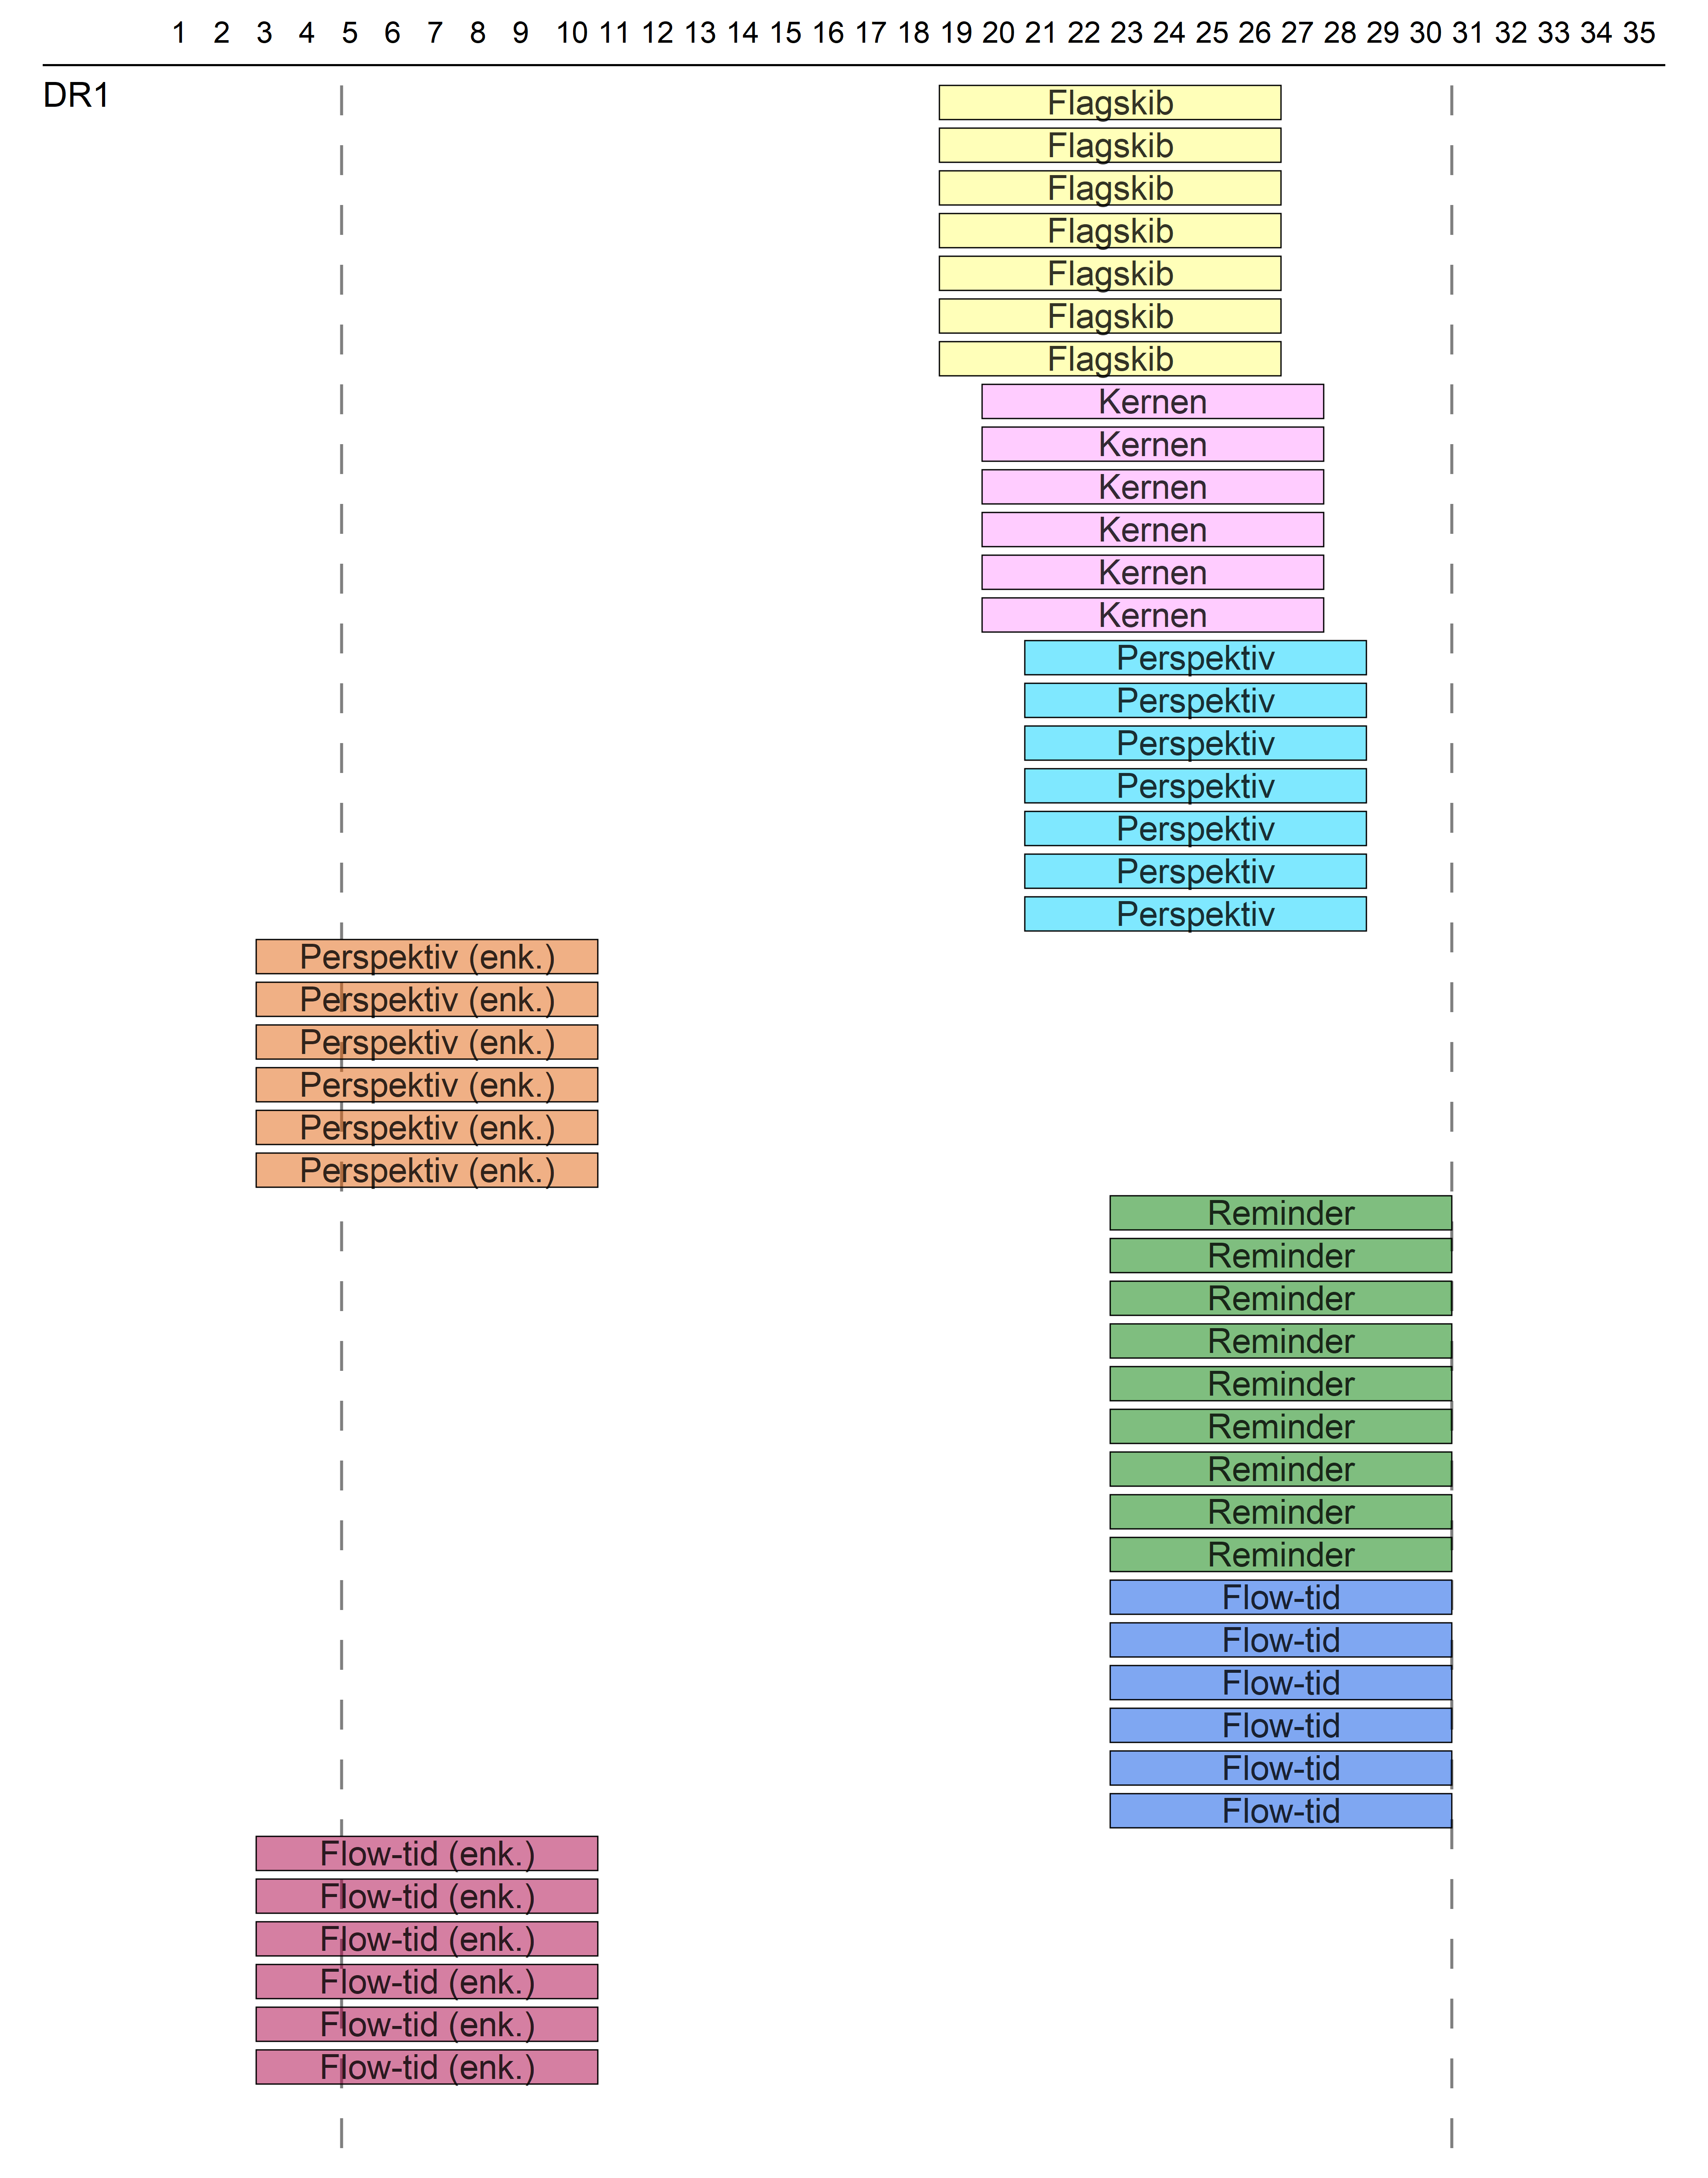 1 2 3 4 5 6 7 8 9 10 11 12 13 14 15 16 17 18 19 20 21 22 23 24 25 26 27 28 29 30 31 32 33 34 35
DR1
Flagskib
Flagskib
Flagskib
Flagskib
Flagskib
Flagskib
Flagskib
Kernen
Kernen
Kernen
Kernen
Kernen
Kernen
Perspektiv
Perspektiv
Perspektiv
Perspektiv
Perspektiv
Perspektiv
Perspektiv
Perspektiv (enk.)
Perspektiv (enk.)
Perspektiv (enk.)
Perspektiv (enk.)
Perspektiv (enk.)
Perspektiv (enk.)
Reminder
Reminder
Reminder
Reminder
Reminder
Reminder
Reminder
Reminder
Reminder
Flow-tid
Flow-tid
Flow-tid
Flow-tid
Flow-tid
Flow-tid
Flow-tid (enk.)
Flow-tid (enk.)
Flow-tid (enk.)
Flow-tid (enk.)
Flow-tid (enk.)
Flow-tid (enk.)